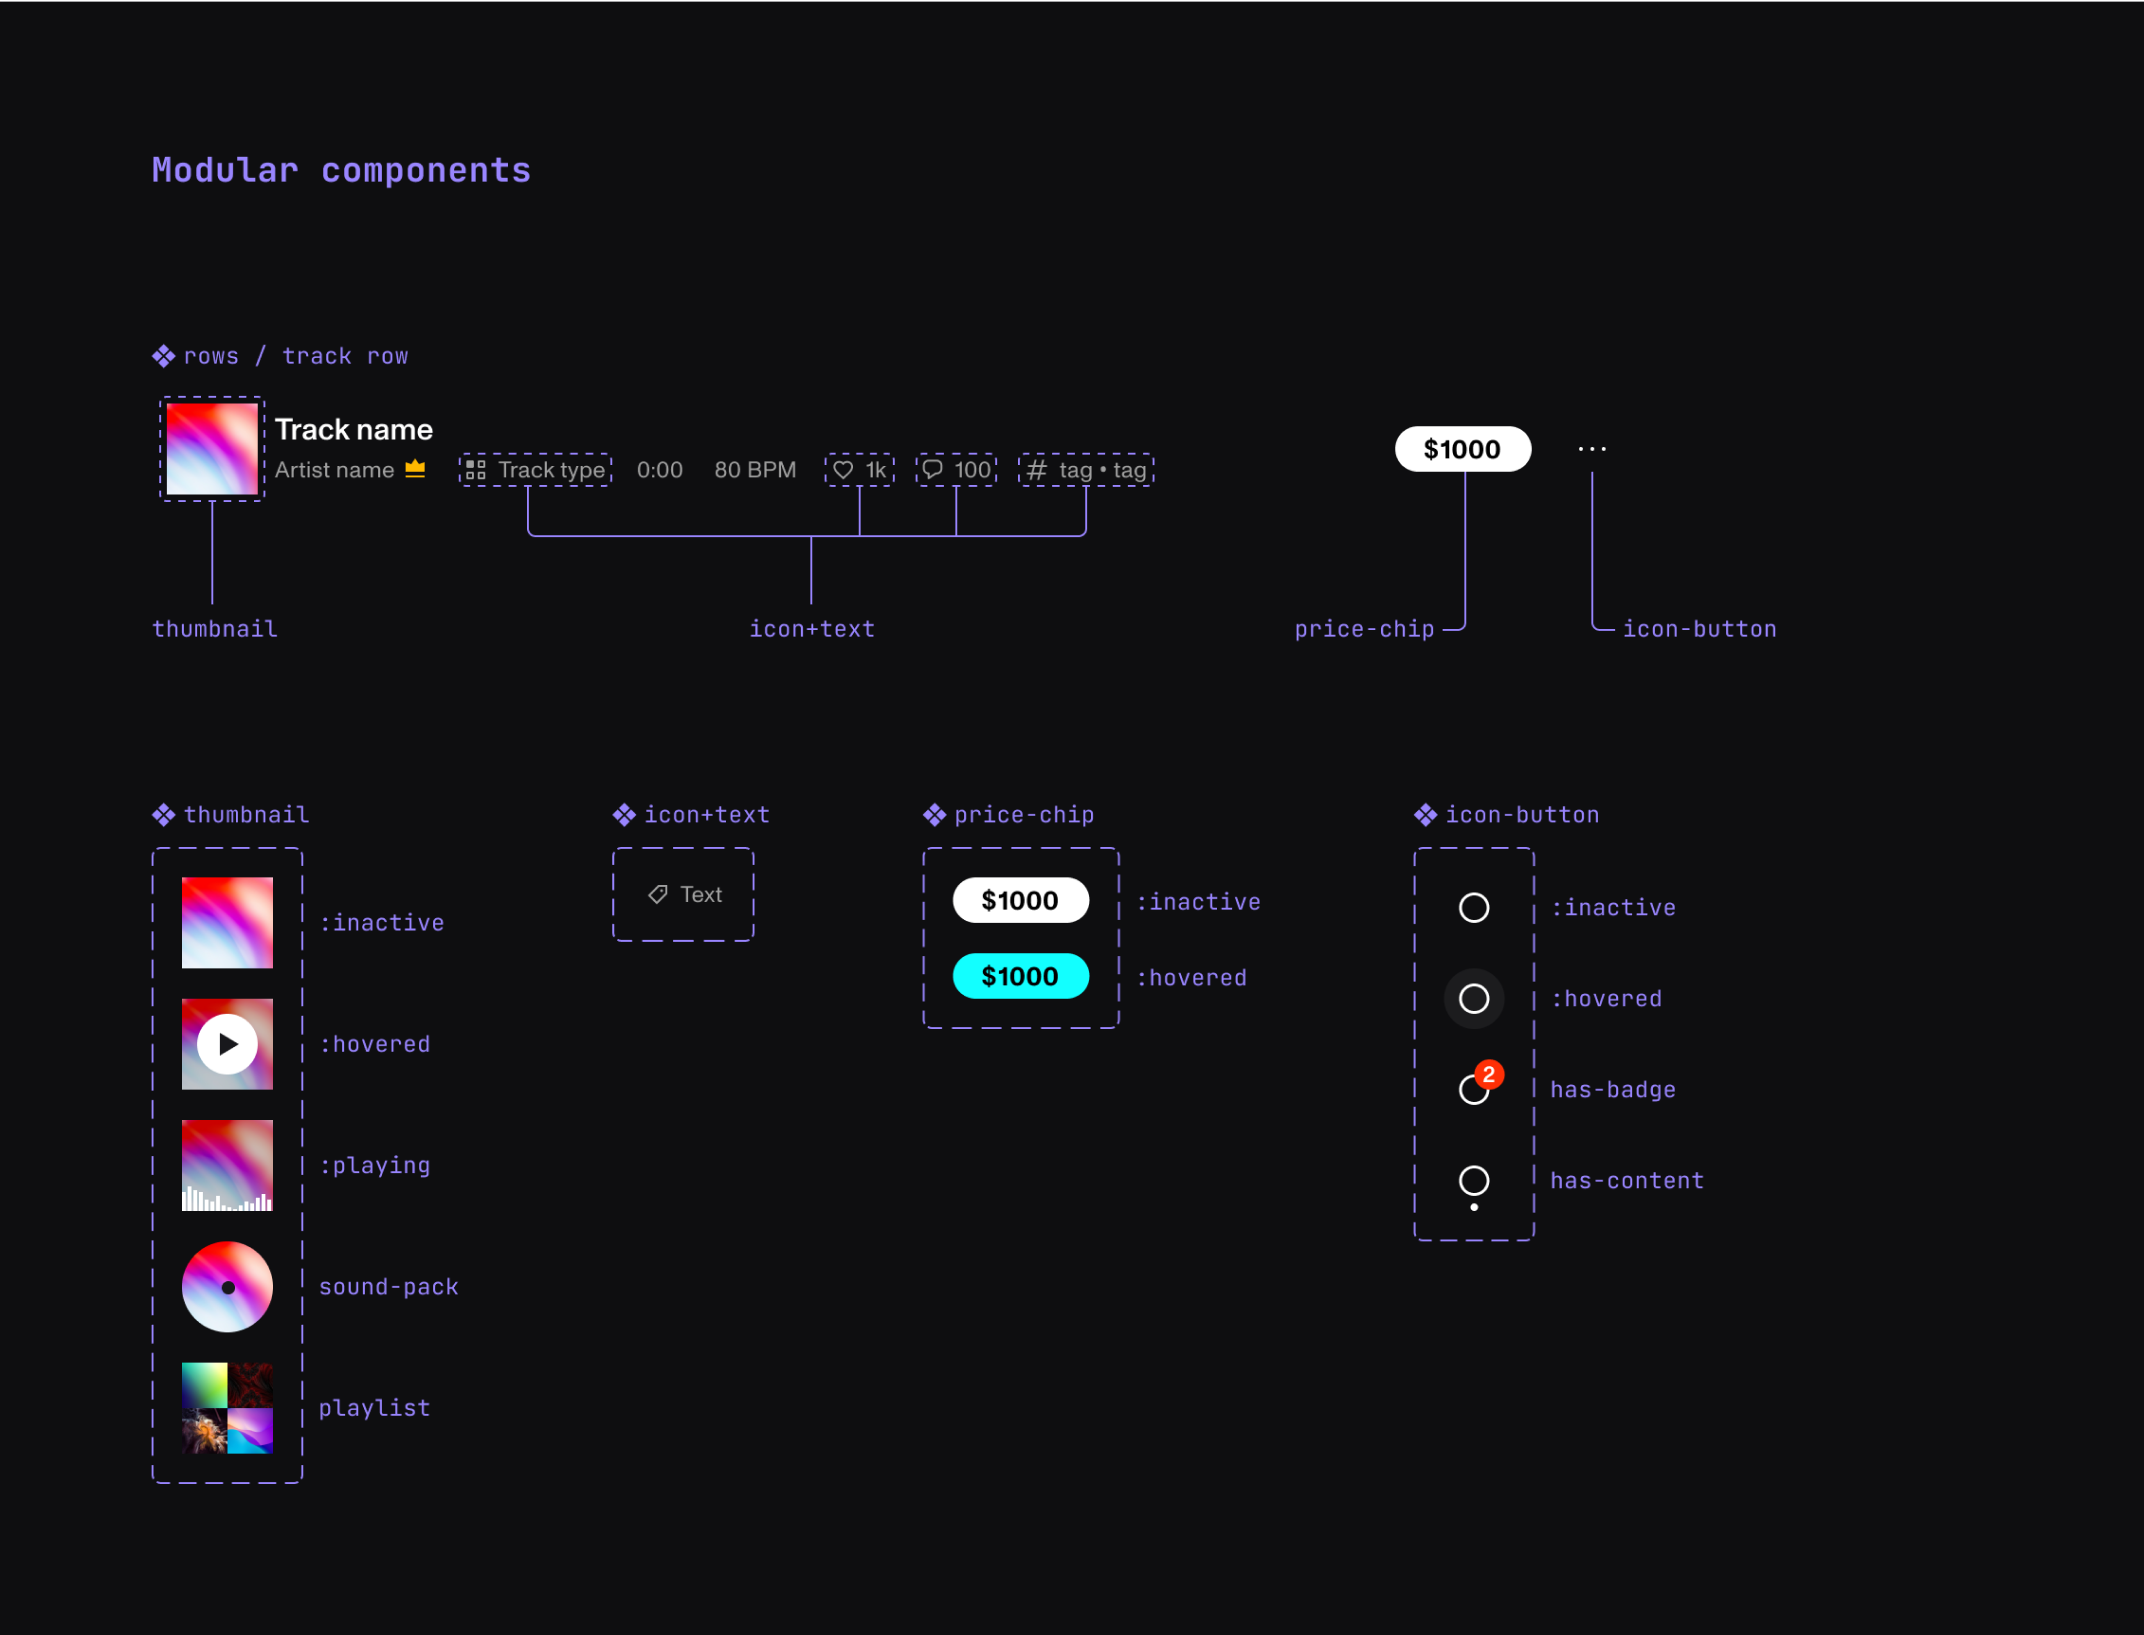 Modular components
rows / track row
Track name
Artist name
Track type 0:00 80 BPM 1k 100 # tag • tag
$1000 ...
thumbnail
icon+text
price-chip
icon-button
thumbnail
:inactive
:hovered
:playing
sound-pack
playlist
icon+text
Text
price-chip
$1000 :inactive
$1000 :hovered
icon-button
:inactive
:hovered
2 has-badge
has-content